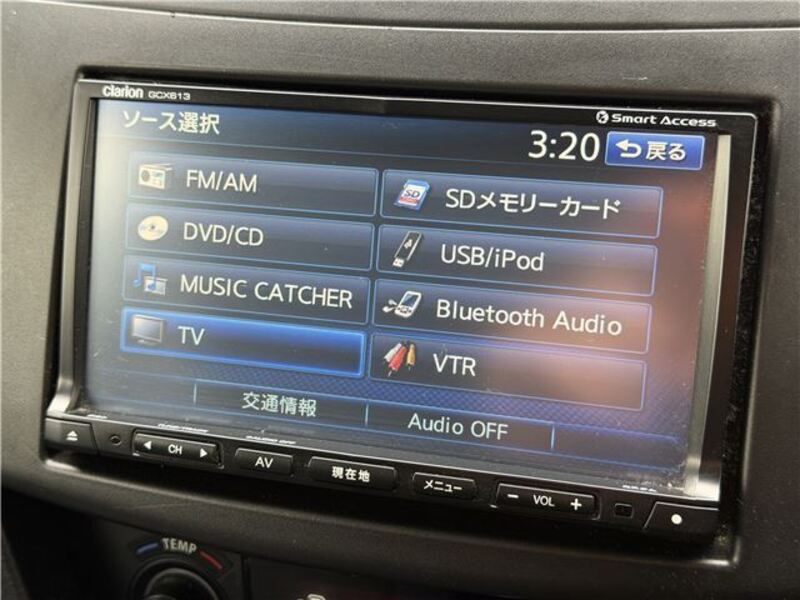 Clarion GCX613
Smart Access
ソース選択
3:20
戻る
FM/AM
SDメモリーカード
DVD/CD
USB/iPod
MUSIC CATCHER
Bluetooth Audio
TV
VTR
交通情報
Audio OFF
CH
AV
現在地
メニュー
− VOL +
TEMP